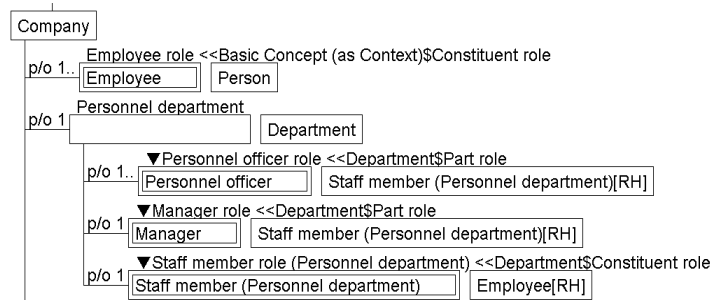 Company
Employee role <<Basic Concept (as Context)$Constituent role
p/o 1.. Employee Person
Personnel department
p/o 1 Department
▼Personnel officer role <<Department$Part role
p/o 1.. Personnel officer Staff member (Personnel department)[RH]
▼Manager role <<Department$Part role
p/o 1 Manager Staff member (Personnel department)[RH]
▼Staff member role (Personnel department) <<Department$Constituent role
p/o 1 Staff member (Personnel department) Employee[RH]